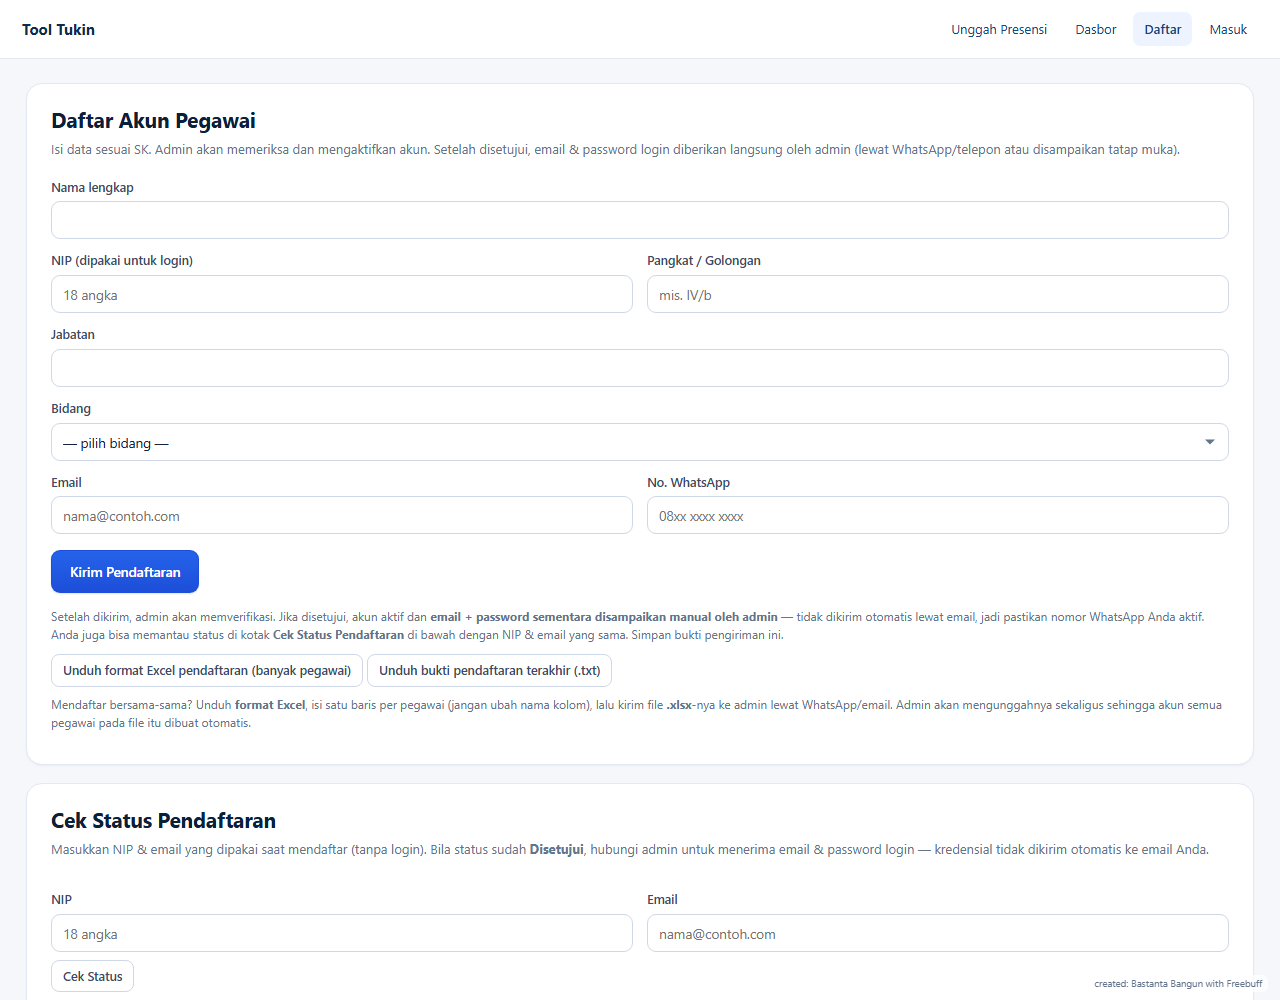 Tool Tukin
Unggah Presensi
Dasbor
Daftar
Masuk
Daftar Akun Pegawai
Isi data sesuai SK. Admin akan memeriksa dan mengaktifkan akun. Setelah disetujui, email & password login diberikan langsung oleh admin (lewat WhatsApp/telepon atau disampaikan tatap muka).
Nama lengkap
NIP (dipakai untuk login)
Pangkat / Golongan
18 angka
mis. IV/b
Jabatan
Bidang
— pilih bidang —
Email
No. WhatsApp
nama@contoh.com
08xx xxxx xxxx
Kirim Pendaftaran
Setelah dikirim, admin akan memverifikasi. Jika disetujui, akun aktif dan email + password sementara disampaikan manual oleh admin — tidak dikirim otomatis lewat email, jadi pastikan nomor WhatsApp Anda aktif.
Anda juga bisa memantau status di kotak Cek Status Pendaftaran di bawah dengan NIP & email yang sama. Simpan bukti pengiriman ini.
Unduh format Excel pendaftaran (banyak pegawai)
Unduh bukti pendaftaran terakhir (.txt)
Mendaftar bersama-sama? Unduh format Excel, isi satu baris per pegawai (jangan ubah nama kolom), lalu kirim file .xlsx-nya ke admin lewat WhatsApp/email. Admin akan mengunggahnya sekaligus sehingga akun semua
pegawai pada file itu dibuat otomatis.
Cek Status Pendaftaran
Masukkan NIP & email yang dipakai saat mendaftar (tanpa login). Bila status sudah Disetujui, hubungi admin untuk menerima email & password login — kredensial tidak dikirim otomatis ke email Anda.
NIP
Email
18 angka
nama@contoh.com
Cek Status
created: Bastanta Bangun with Freebuff